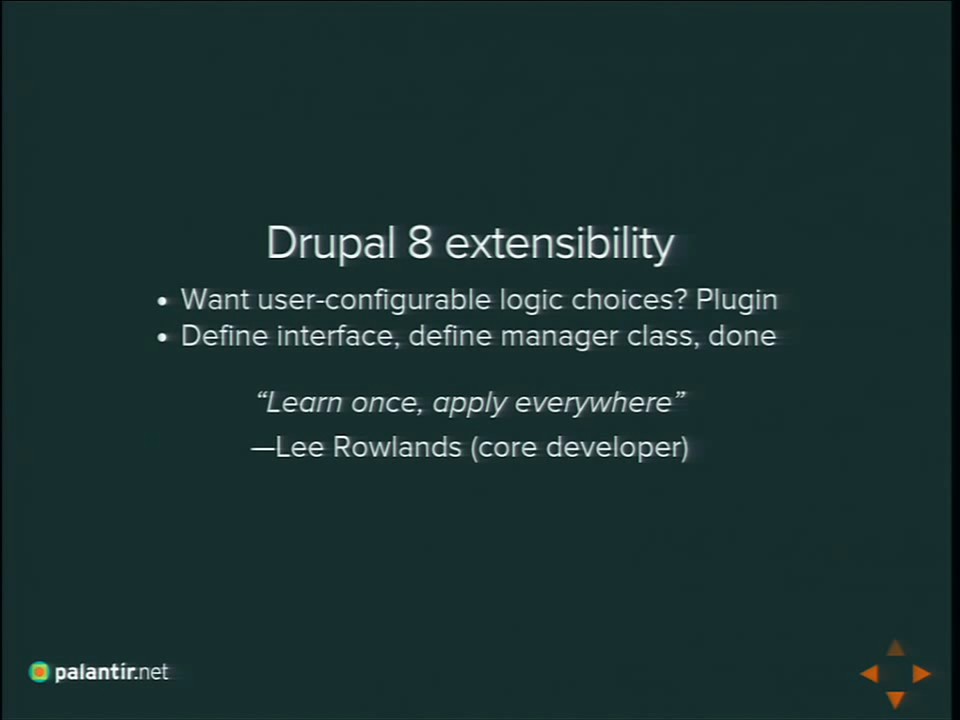 Drupal 8 extensibility
• Want user-configurable logic choices? Plugin
• Define interface, define manager class, done
“Learn once, apply everywhere”
—Lee Rowlands (core developer)
palantír.net